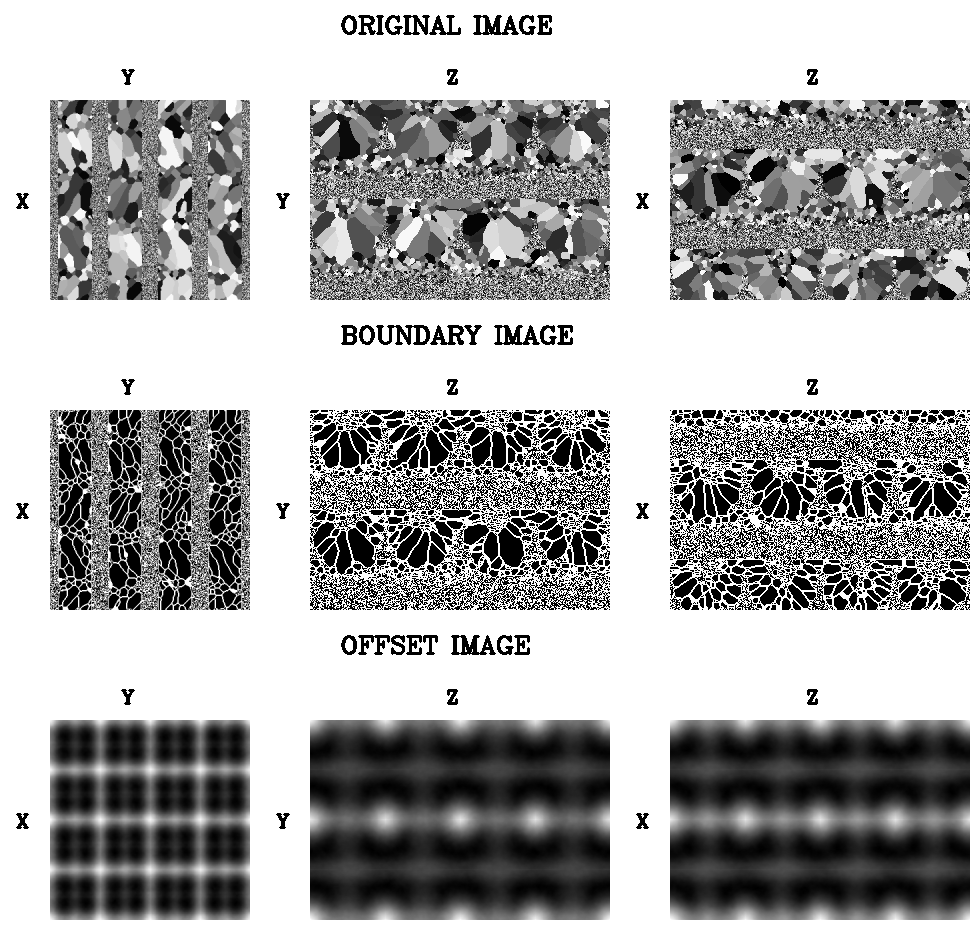 ORIGINAL IMAGE
Y Z Z
X Y X
BOUNDARY IMAGE
Y Z Z
X Y X
OFFSET IMAGE
Y Z Z
X Y X